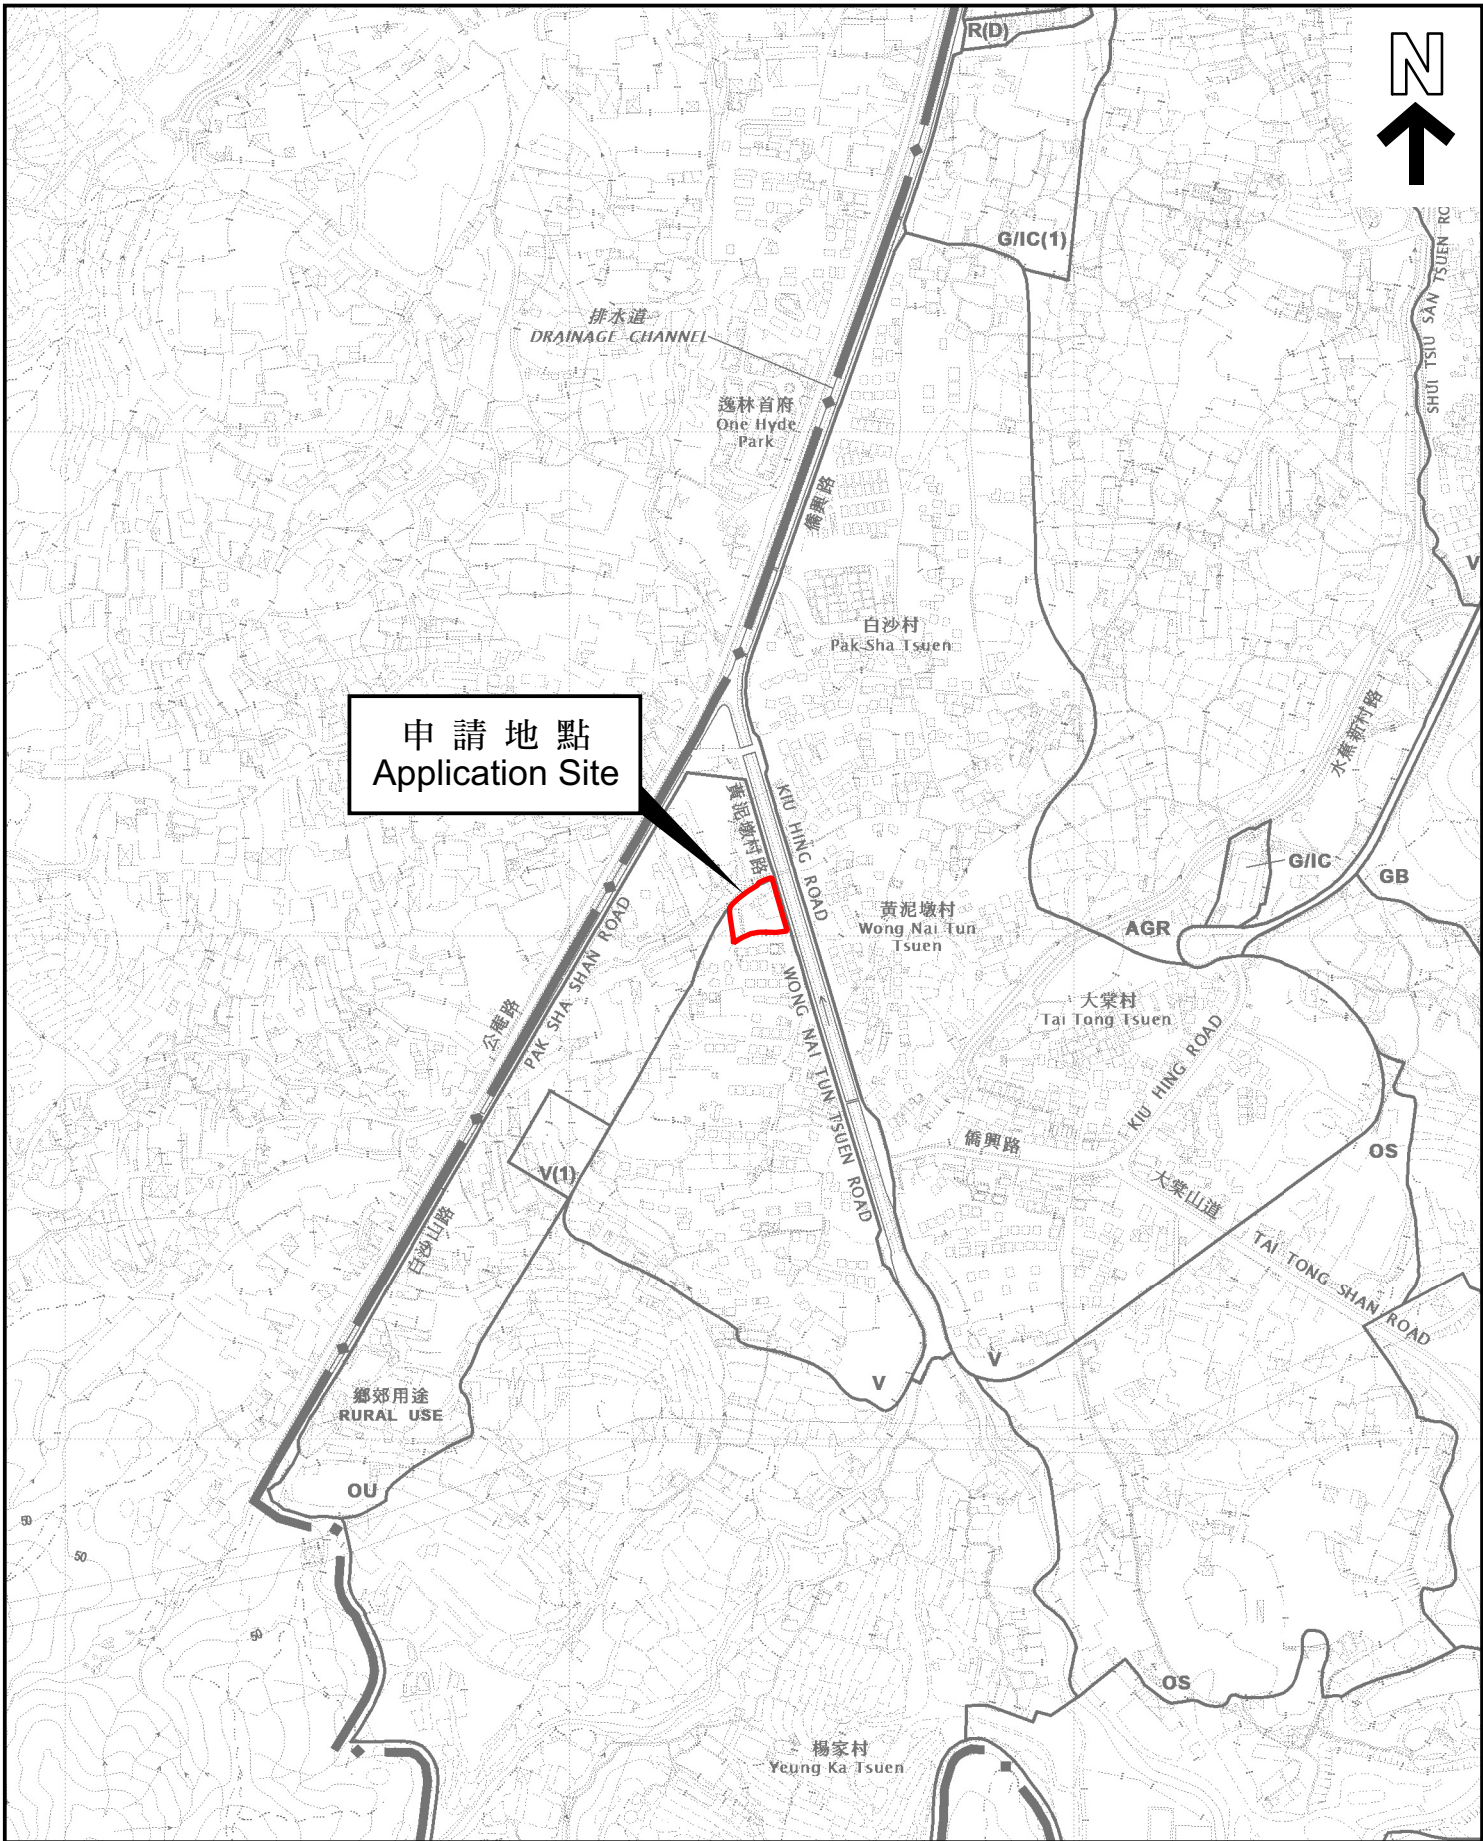 R(D)
N
G/IC(1)
SHUI TSIU SAN TSUEN
排水道
DRAINAGE CHANNEL
逸林首府
One Hyde
Park
僑興路
V
白沙村
Pak Sha Tsuen
水蕉新村路
申請地點
Application Site
黃泥墩村路
KIU HING ROAD
G/IC
GB
黃泥墩村
Wong Nai Tun
Tsuen
AGR
PAK SHA SHAN ROAD
公庵路
WONG NAI TUN TSUEN ROAD
大棠村
Tai Tong Tsuen
KIU HING ROAD
僑興路
OS
V(1)
大棠山道
TAI TONG SHAN ROAD
白沙山路
V
V
鄉郊用途
RURAL USE
OU
50
50
50
OS
楊家村
Yeung Ka Tsuen